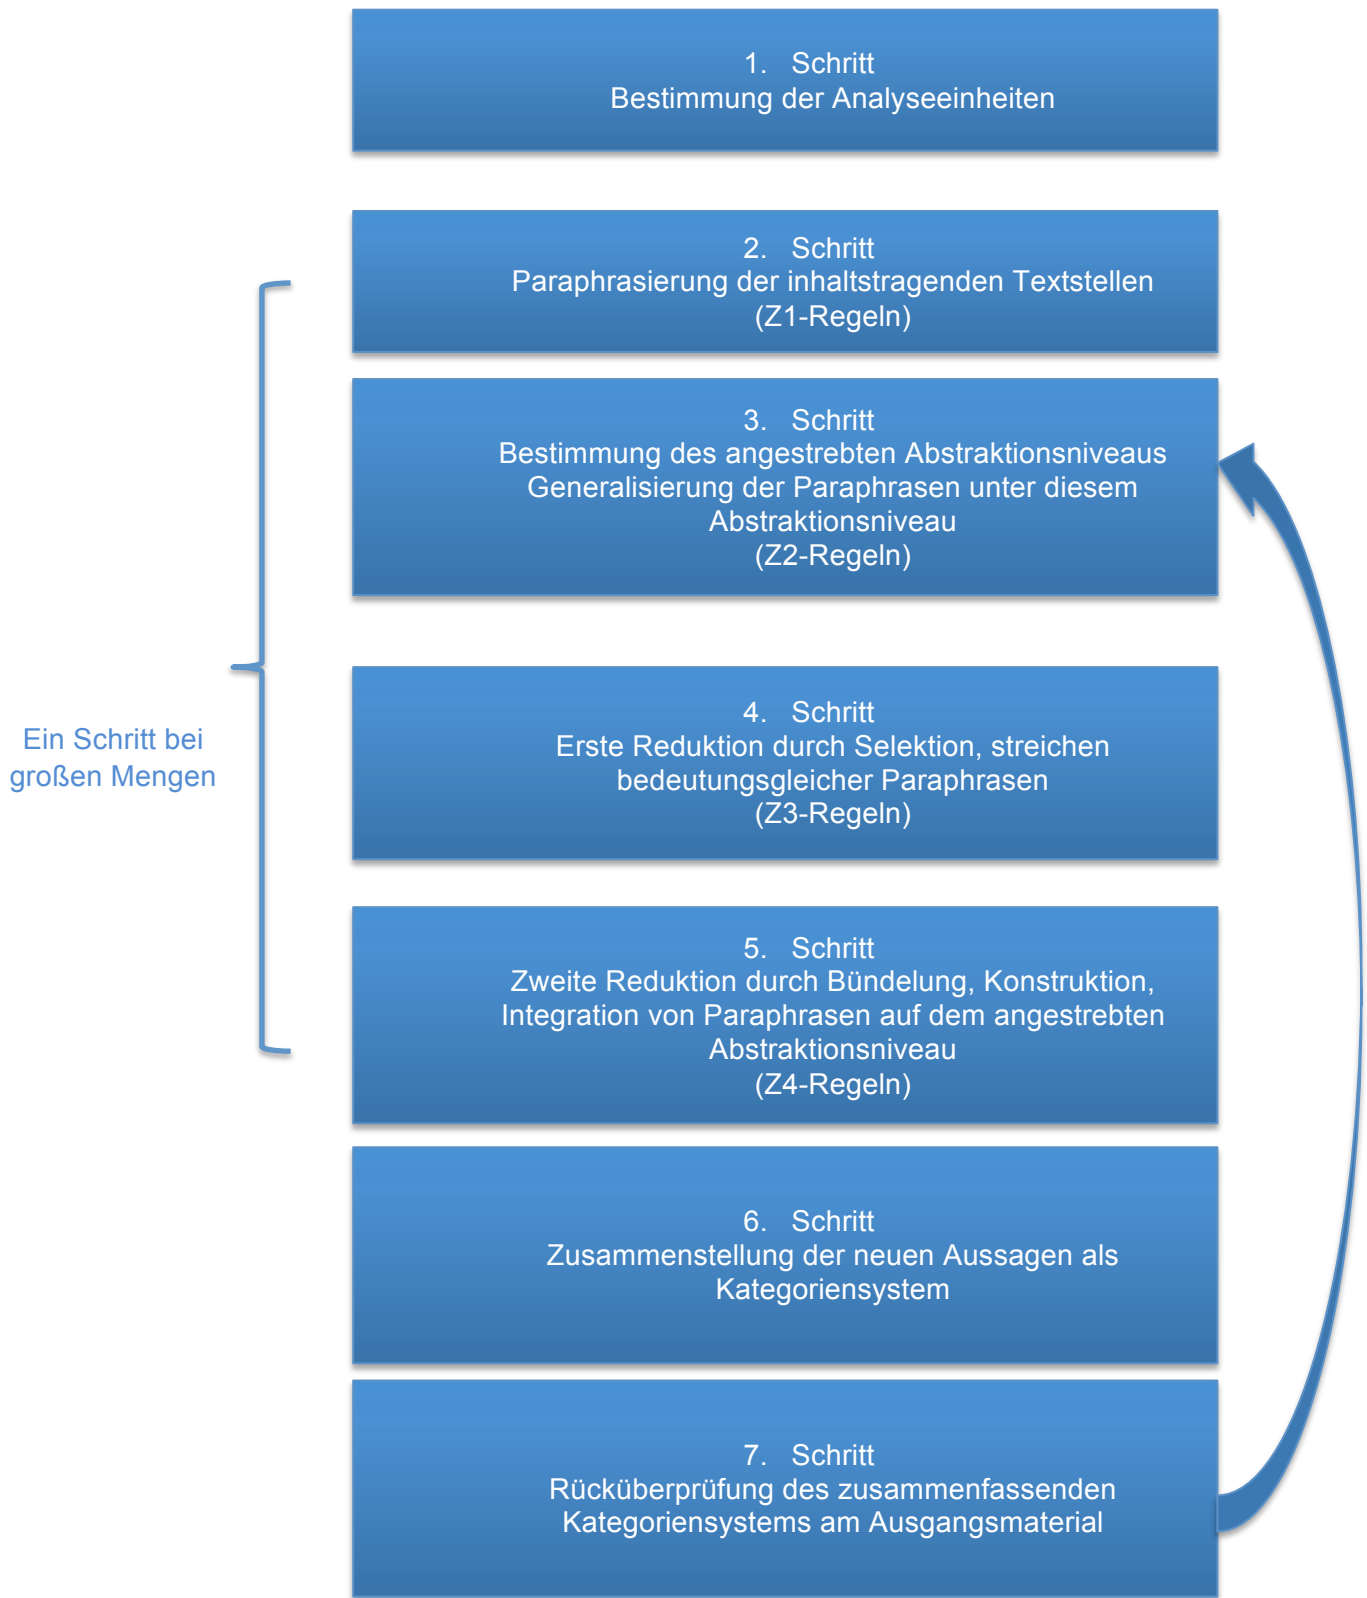 1. Schritt
Bestimmung der Analyseeinheiten
2. Schritt
Paraphrasierung der inhaltstragenden Textstellen
(Z1-Regeln)
3. Schritt
Bestimmung des angestrebten Abstraktionsniveaus
Generalisierung der Paraphrasen unter diesem
Abstraktionsniveau
(Z2-Regeln)
Ein Schritt bei
großen Mengen
4. Schritt
Erste Reduktion durch Selektion, streichen
bedeutungsgleicher Paraphrasen
(Z3-Regeln)
5. Schritt
Zweite Reduktion durch Bündelung, Konstruktion,
Integration von Paraphrasen auf dem angestrebten
Abstraktionsniveau
(Z4-Regeln)
6. Schritt
Zusammenstellung der neuen Aussagen als
Kategoriensystem
7. Schritt
Rücküberprüfung des zusammenfassenden
Kategoriensystems am Ausgangsmaterial